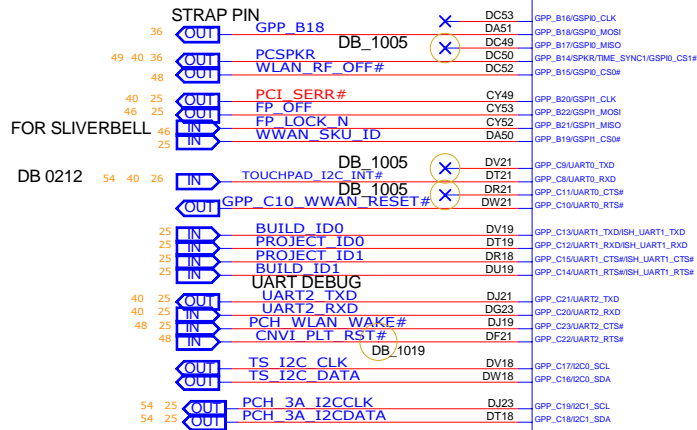 STRAP PIN
DC53 GPP_B16/GSPI0_CLK
36 OUT GPP_B18 DA51 GPP_B18/GSPI0_MOSI
DB_1005 DC49 GPP_B17/GSPI0_MISO
49 40 36 OUT PCSPKR DC50 GPP_B14/SPKR/TIME_SYNC1/GSPI0_CS1#
48 OUT WLAN_RF_OFF# DC52 GPP_B15/GSPI0_CS0#
40 25 OUT PCI_SERR# CY49 GPP_B20/GSPI1_CLK
46 25 OUT FP_OFF CY53 GPP_B22/GSPI1_MOSI
FOR SLIVERBELL 46 IN FP_LOCK_N CY52 GPP_B21/GSPI1_MISO
25 IN WWAN_SKU_ID DA50 GPP_B19/GSPI1_CS0#
DB_1005 DV21 GPP_C9/UART0_TXD
DB 0212 54 40 26 IN TOUCHPAD_I2C_INT# DT21 GPP_C8/UART0_RXD
DB_1005 DR21 GPP_C11/UART0_CTS#
OUT GPP_C10_WWAN_RESET# DW21 GPP_C10/UART0_RTS#
25 IN BUILD_ID0 DV19 GPP_C13/UART1_TXD/ISH_UART1_TXD
25 IN PROJECT_ID0 DT19 GPP_C12/UART1_RXD/ISH_UART1_RXD
25 IN PROJECT_ID1 DR18 GPP_C15/UART1_CTS#/ISH_UART1_CTS#
25 IN BUILD_ID1 DU19 GPP_C14/UART1_RTS#/ISH_UART1_RTS#
UART DEBUG
40 25 OUT UART2_TXD DJ21 GPP_C21/UART2_TXD
40 25 IN UART2_RXD DG23 GPP_C20/UART2_RXD
48 25 IN PCH_WLAN_WAKE# DJ19 GPP_C23/UART2_CTS#
48 IN CNVI_PLT_RST# DF21 GPP_C22/UART2_RTS#
DB_1019
OUT TS_I2C_CLK DV18 GPP_C17/I2C0_SCL
OUT TS_I2C_DATA DW18 GPP_C16/I2C0_SDA
54 25 OUT PCH_3A_I2CCLK DJ23 GPP_C19/I2C1_SCL
54 25 OUT PCH_3A_I2CDATA DT18 GPP_C18/I2C1_SDA